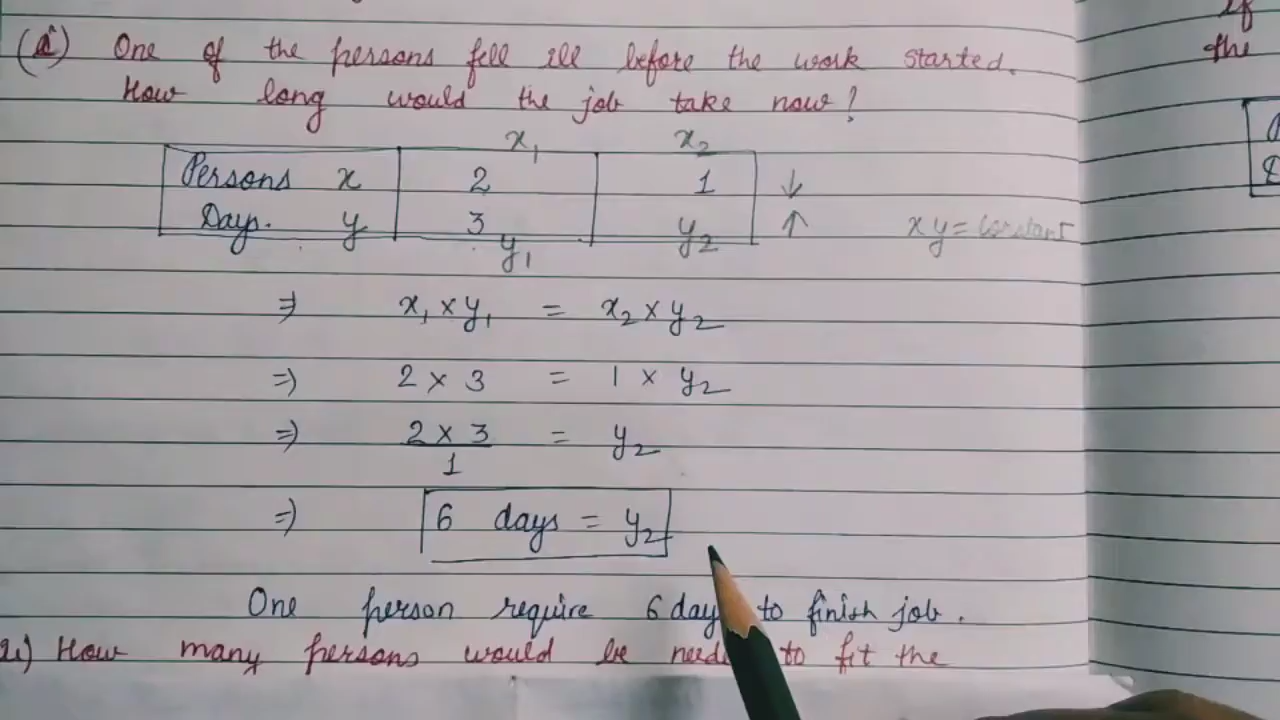 (i) One of the persons fell ill before the work started.
How long would the job take now?
x₁ x₂
Persons x 2 1 ↓
Days. y 3 y₂ ↑
y₁
xy = constant
⇒ x₁ × y₁ = x₂ × y₂
⇒ 2 × 3 = 1 × y₂
⇒ 2 × 3 = y₂
1
⇒ 6 days = y₂
One person require 6 day to finish job.
How many persons would be to fit the
If
the